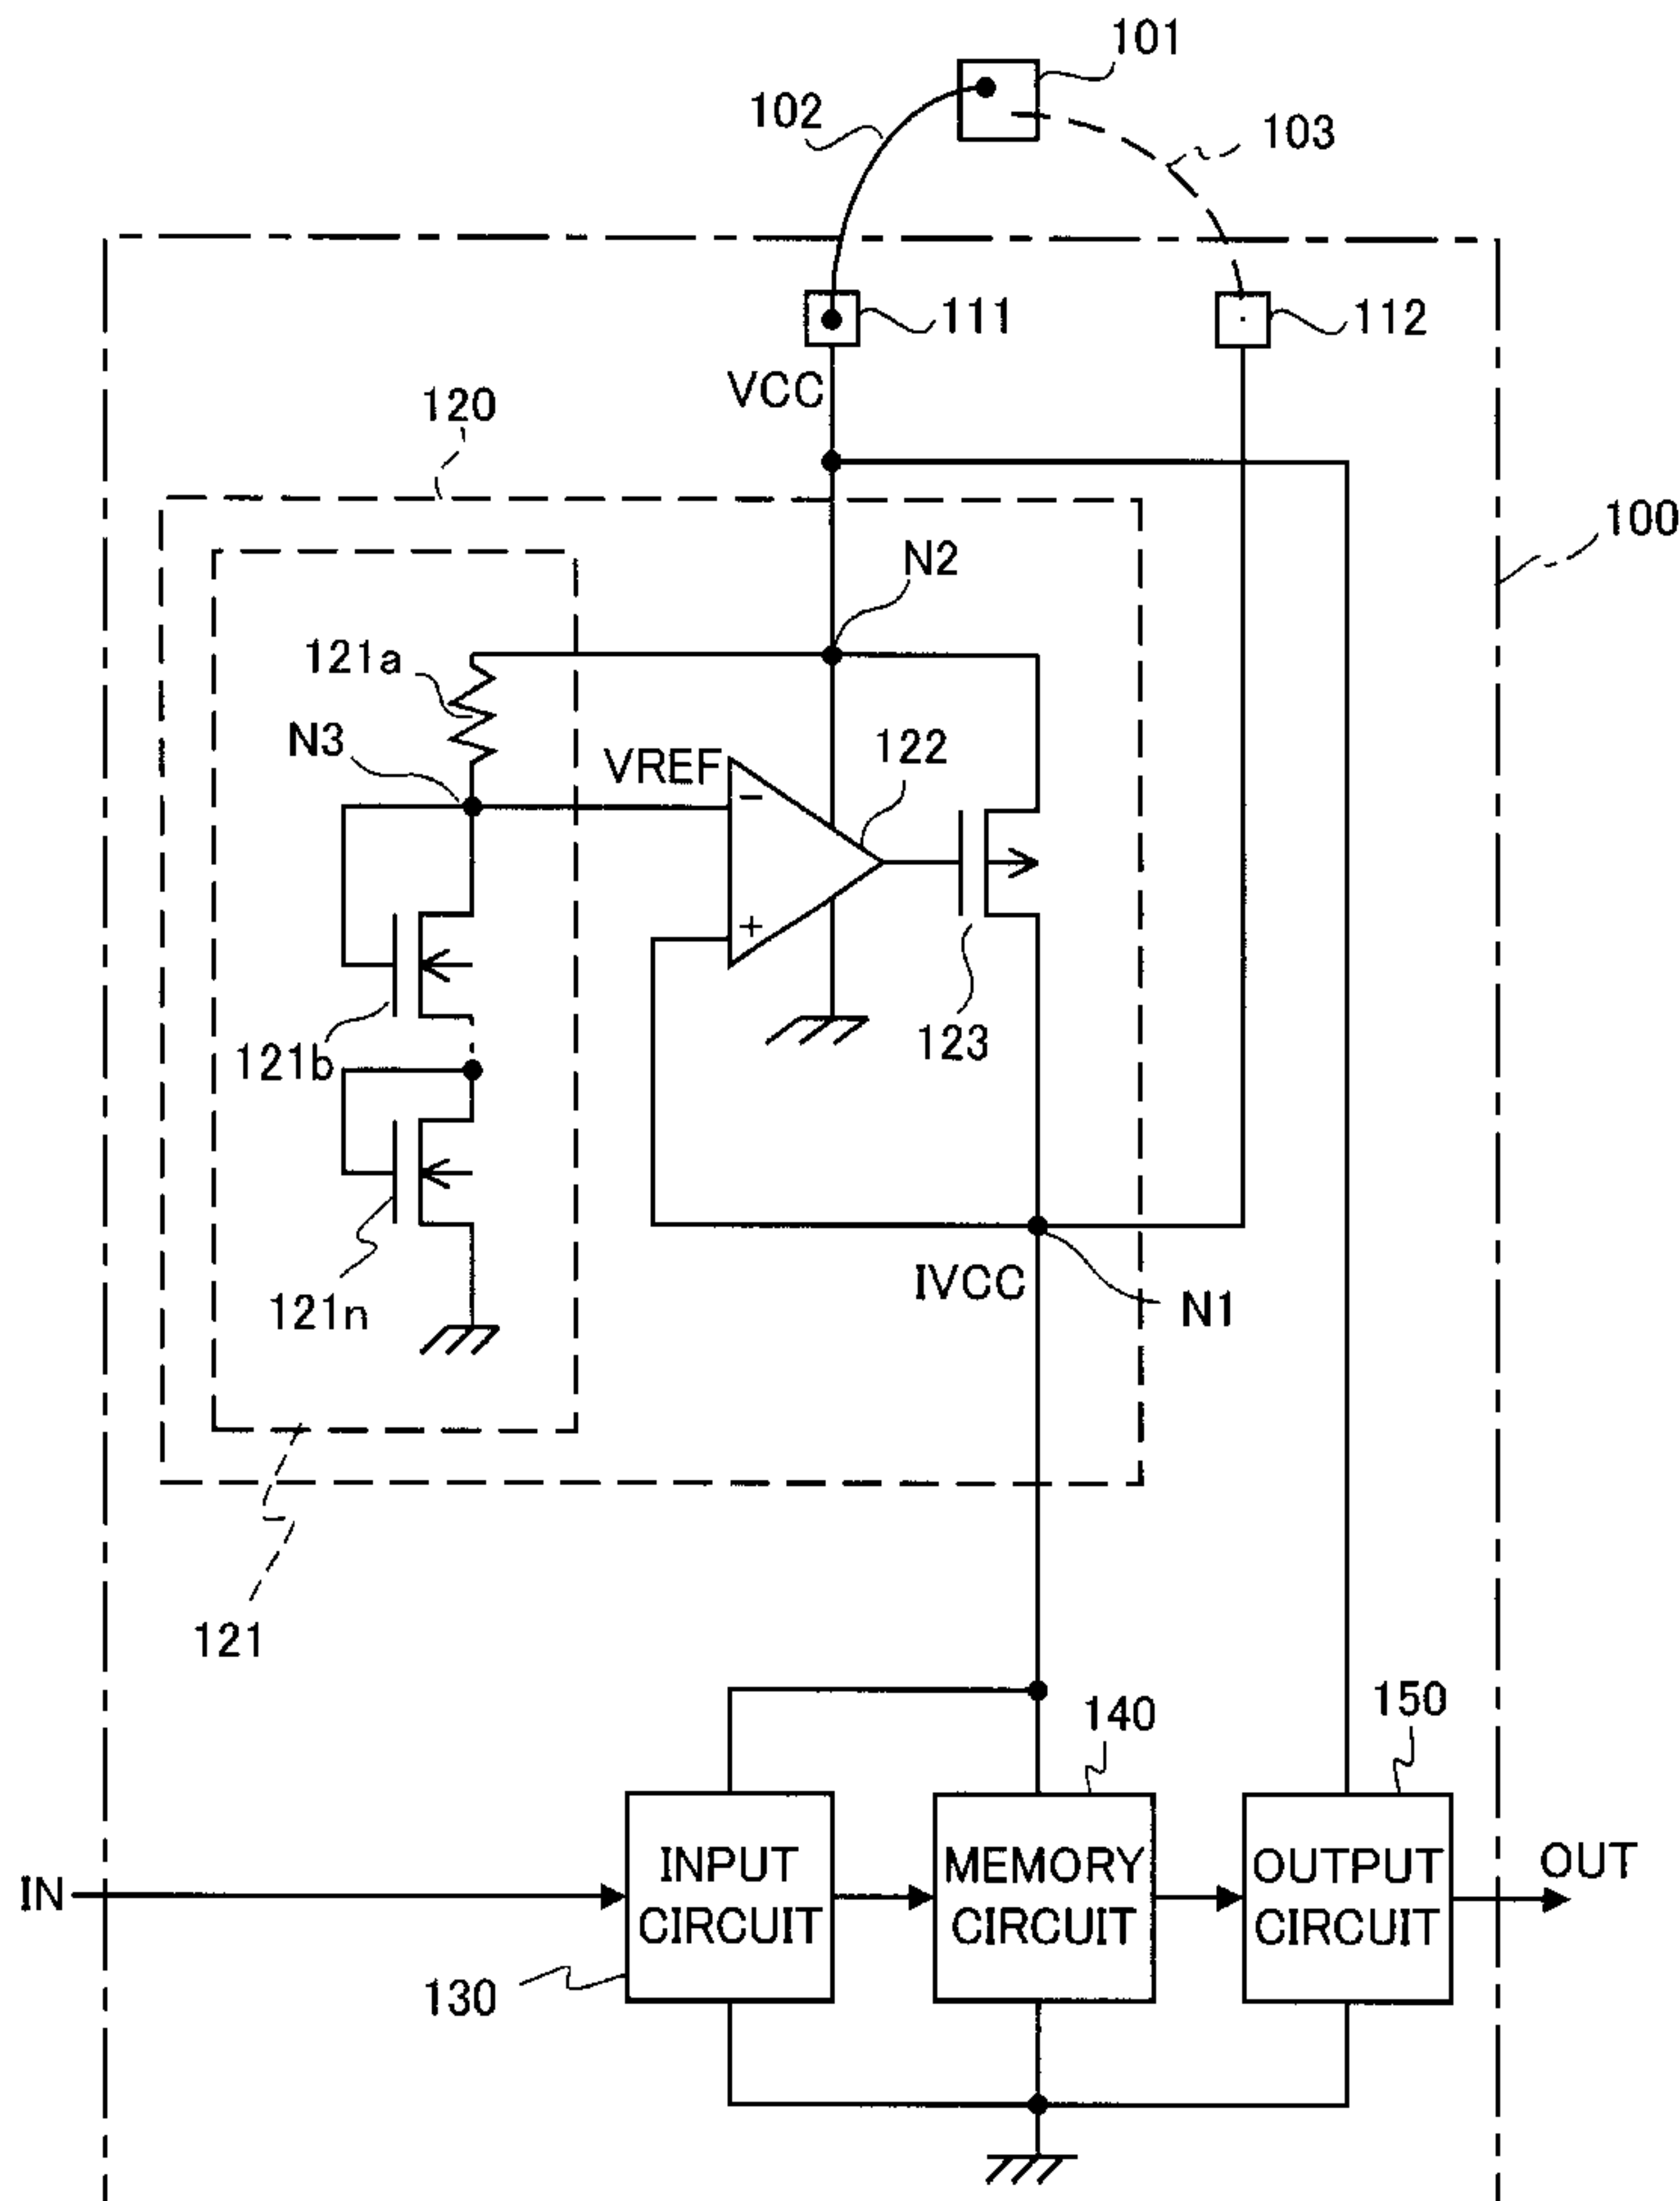 101
102
103
111
112
VCC
120
100
N2
121a
N3
VREF
122
-
+
121b
123
121n
IVCC
N1
121
140
150
INPUT
CIRCUIT
MEMORY
CIRCUIT
OUTPUT
CIRCUIT
IN
OUT
130